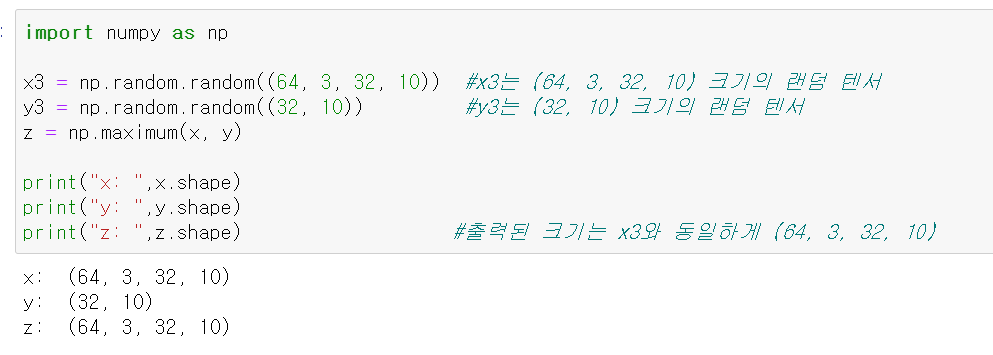 import numpy as np
x3 = np.random.random((64, 3, 32, 10))  #x3는 (64, 3, 32, 10) 크기의 랜덤 텐서
y3 = np.random.random((32, 10))         #y3는 (32, 10) 크기의 랜덤 텐서
z = np.maximum(x, y)
print("x: ",x.shape)
print("y: ",y.shape)
print("z: ",z.shape)                    #출력된 크기는 x3와 동일하게 (64, 3, 32, 10)
x:  (64, 3, 32, 10)
y:  (32, 10)
z:  (64, 3, 32, 10)